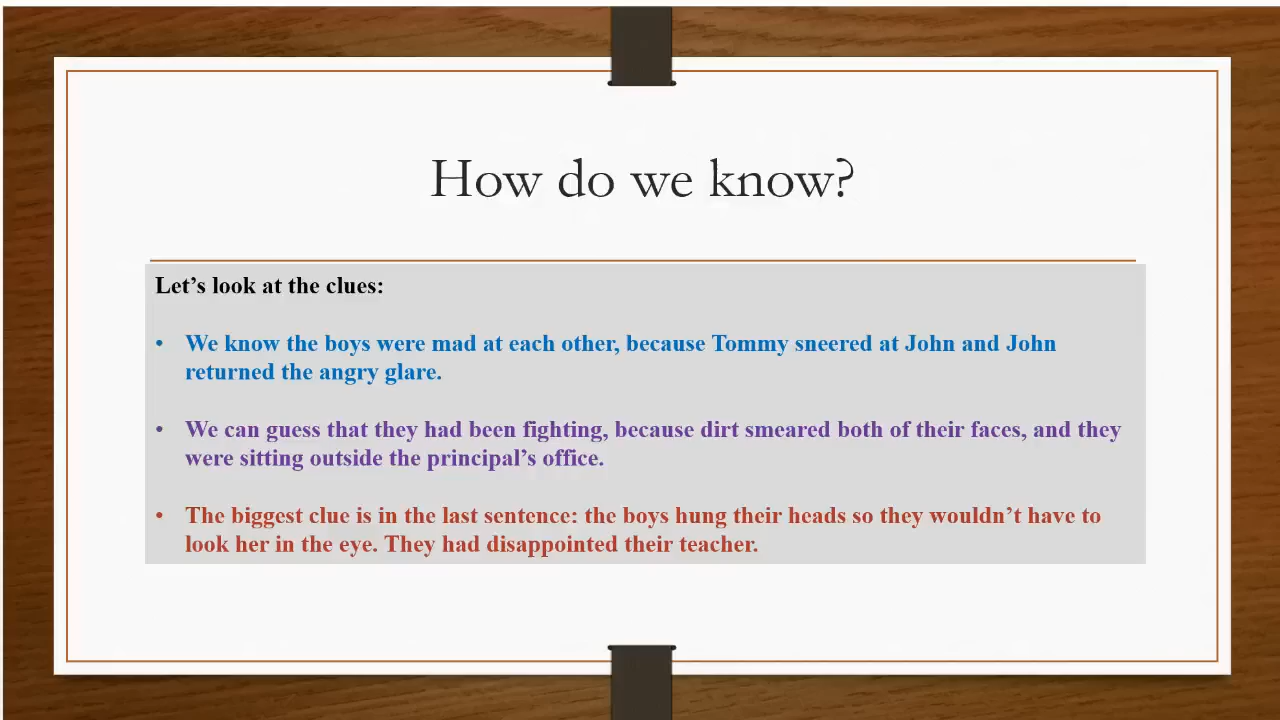 How do we know?
Let’s look at the clues:
• We know the boys were mad at each other, because Tommy sneered at John and John
returned the angry glare.
• We can guess that they had been fighting, because dirt smeared both of their faces, and they
were sitting outside the principal’s office.
• The biggest clue is in the last sentence: the boys hung their heads so they wouldn’t have to
look her in the eye. They had disappointed their teacher.